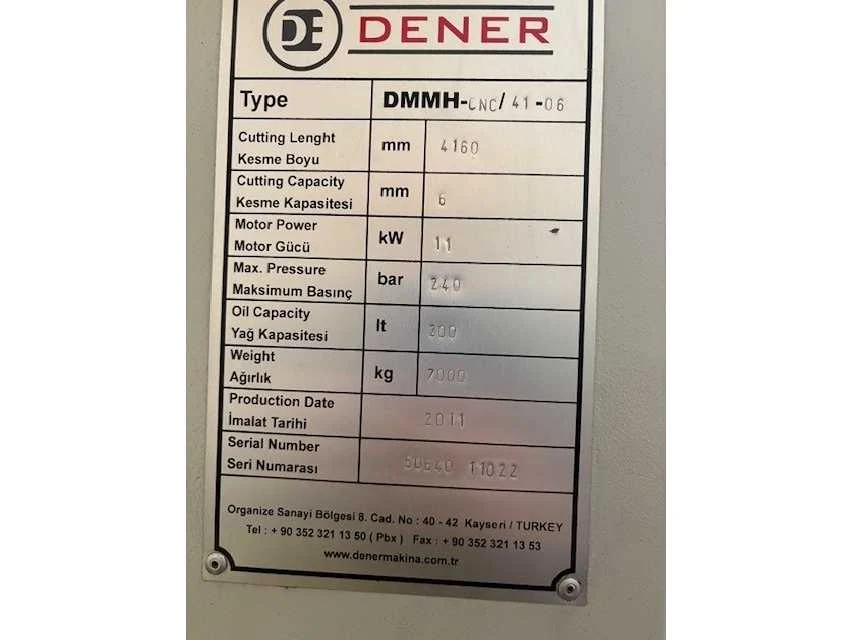 DE DENER
Type DMMH-CNC/ 41-06
Cutting Lenght
Kesme Boyu mm 4160
Cutting Capacity
Kesme Kapasitesi mm 6
Motor Power
Motor Gücü kW 11
Max. Pressure
Maksimum Basınç bar 240
Oil Capacity
Yağ Kapasitesi lt 200
Weight
Ağırlık kg 7000
Production Date
İmalat Tarihi 2011
Serial Number
Seri Numarası 11022
Organize Sanayi Bölgesi 8. Cad. No : 40 - 42 Kayseri / TURKEY
Tel : + 90 352 321 13 50 ( Pbx ) Fax : + 90 352 321 13 53
www.denermakina.com.tr